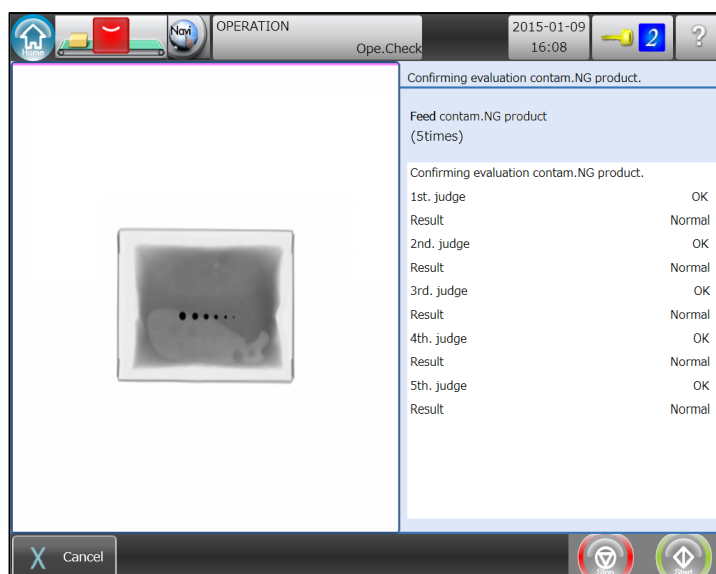 Home
Navi
OPERATION
Ope.Check
2015-01-09
16:08
2
?
Confirming evaluation contam.NG product.
Feed contam.NG product
(5times)
Confirming evaluation contam.NG product.
1st. judge OK
Result Normal
2nd. judge OK
Result Normal
3rd. judge OK
Result Normal
4th. judge OK
Result Normal
5th. judge OK
Result Normal
X Cancel
Stop
Start